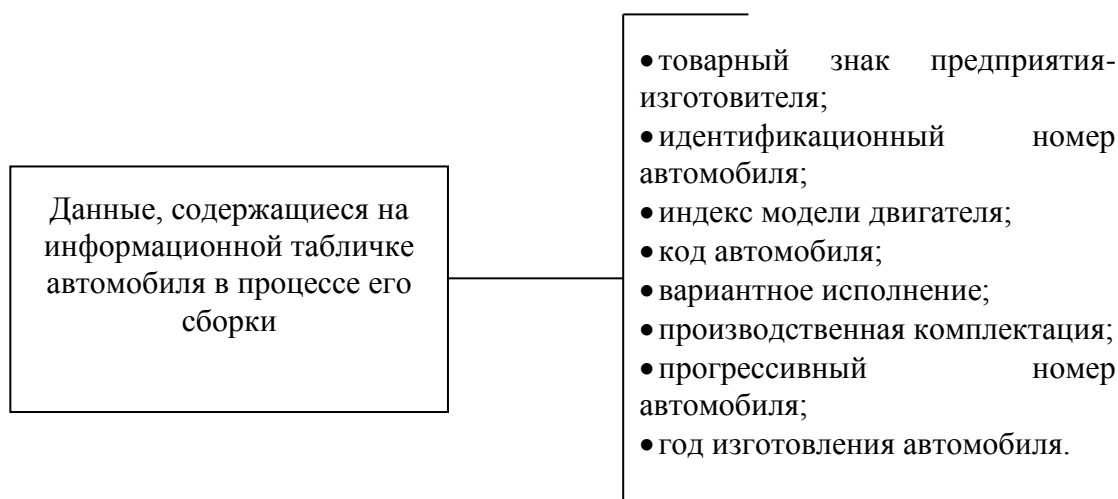 Данные, содержащиеся на
информационной табличке
автомобиля в процессе его
сборки
•товарный знак предприятия-
изготовителя;
•идентификационный номер
автомобиля;
•индекс модели двигателя;
•код автомобиля;
•вариантное исполнение;
•производственная комплектация;
•прогрессивный номер
автомобиля;
•год изготовления автомобиля.